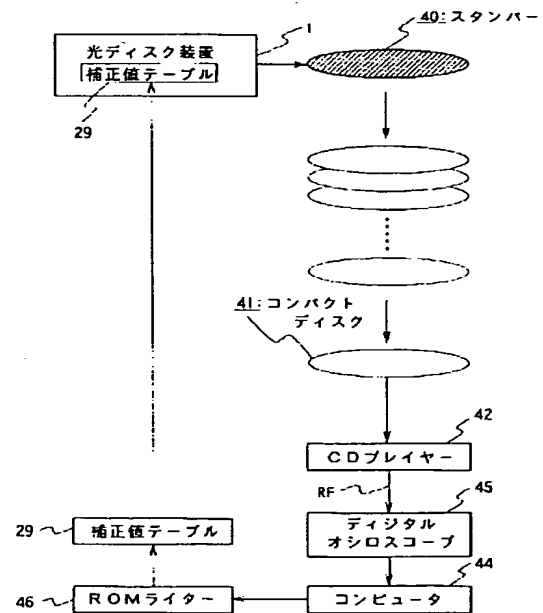 1
40:スタンパー
光ディスク装置
補正値テーブル
29
41:コンパクト
ディスク
42
CDプレイヤー
RF
45
ディジタル
オシロスコープ
29
補正値テーブル
44
46
ROMライター
コンピュータ